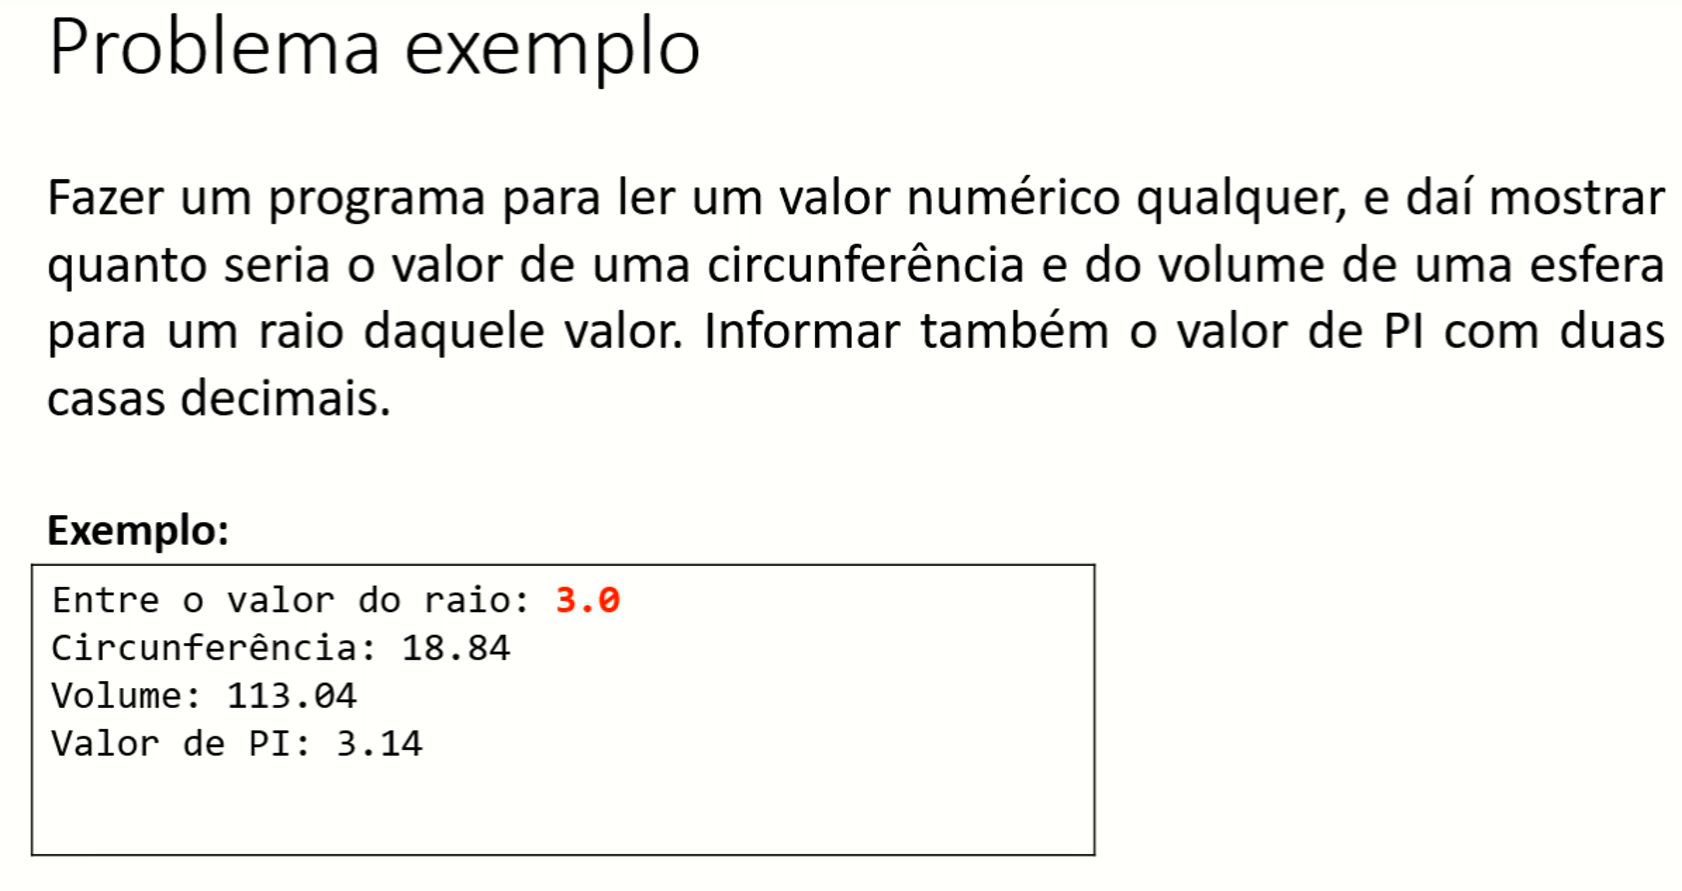 Problema exemplo
Fazer um programa para ler um valor numérico qualquer, e daí mostrar
quanto seria o valor de uma circunferência e do volume de uma esfera
para um raio daquele valor. Informar também o valor de PI com duas
casas decimais.
Exemplo:
Entre o valor do raio: 3.0
Circunferência: 18.84
Volume: 113.04
Valor de PI: 3.14